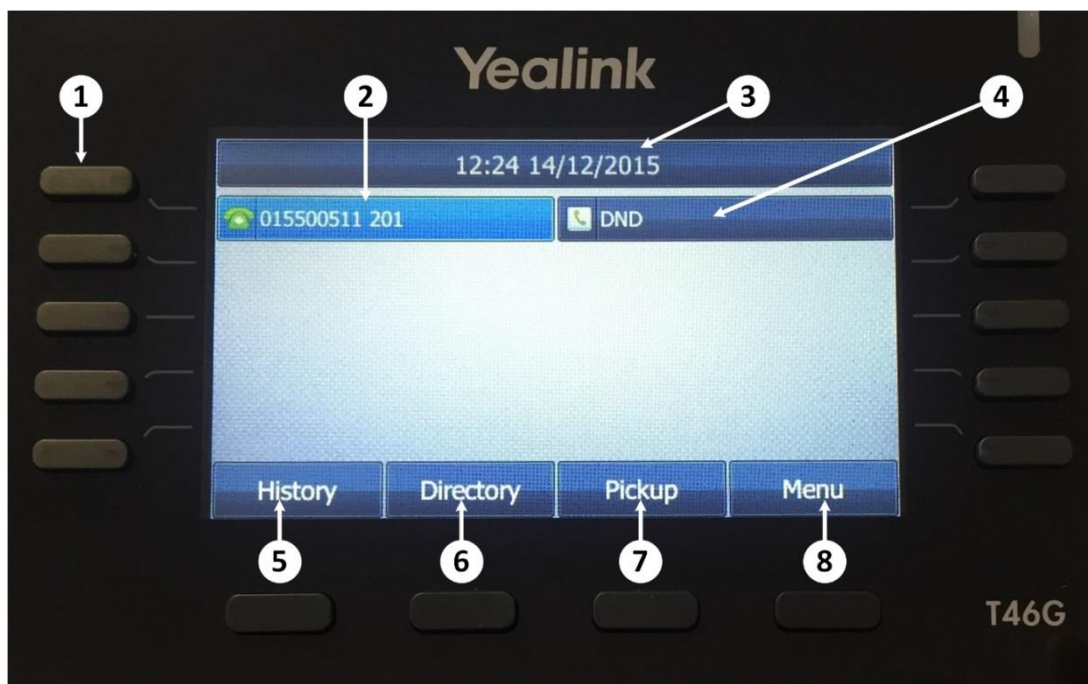 Yealink
1 2 3 4
12:24 14/12/2015
015500511 201 DND
History Directory Pickup Menu
5 6 7 8
T46G